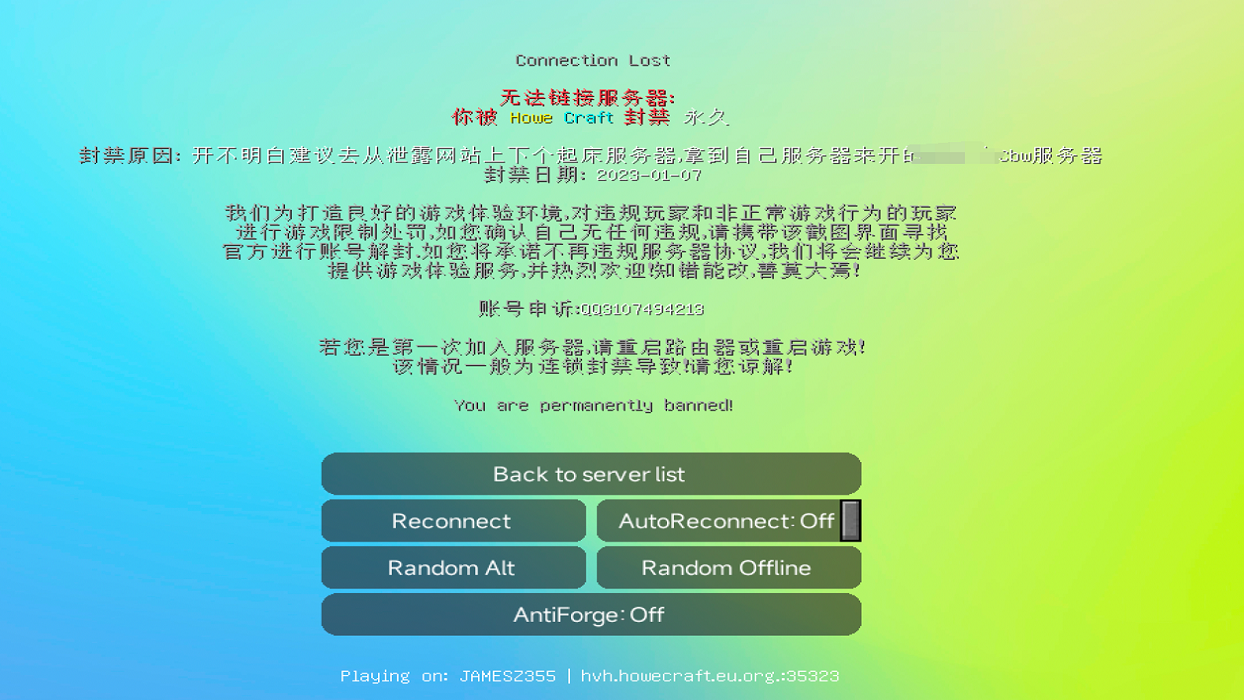 Connection Lost
无法链接服务器:
你被 Howe Craft 封禁 永久
封禁原因: 开不明白建议去从泄露网站上下个起床服务器,拿到自己服务器来开的 bw服务器
封禁日期: 2023-01-07
我们为打造良好的游戏体验环境,对违规玩家和非正常游戏行为的玩家
进行游戏限制处罚,如您确认自己无任何违规,请携带该截图界面寻找
官方进行账号解封.如您将承诺不再违规服务器协议,我们将会继续为您
提供游戏体验服务,并热烈欢迎!知错能改,善莫大焉!
账号申诉:QQ3107494213
若您是第一次加入服务器,请重启路由器或重启游戏!
该情况一般为连锁封禁导致!请您谅解!
You are permanently banned!
Back to server list
Reconnect
AutoReconnect: Off
Random Alt
Random Offline
AntiForge: Off
Playing on: JAMESZ355 | hvh.howecraft.eu.org.:35323